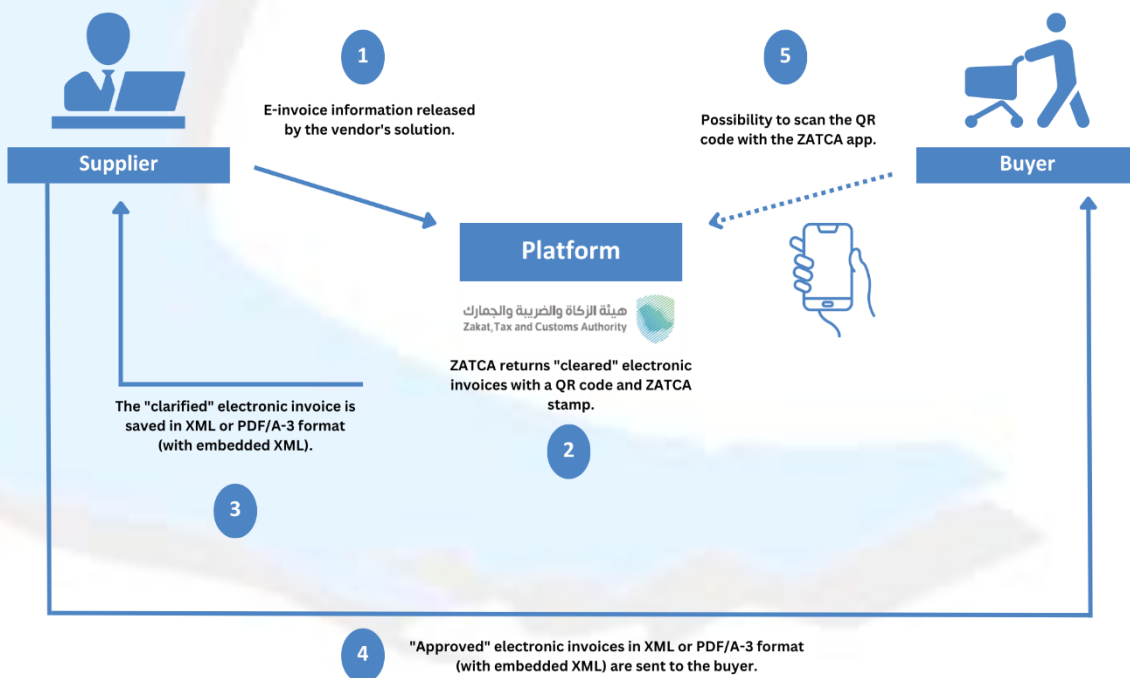 1
E-invoice information released
by the vendor's solution.
Supplier
5
Possibility to scan the QR
code with the ZATCA app.
Buyer
Platform
هيئة الزكاة والضريبة والجمارك
Zakat, Tax and Customs Authority
ZATCA returns "cleared" electronic
invoices with a QR code and ZATCA
stamp.
2
The "clarified" electronic invoice is
saved in XML or PDF/A-3 format
(with embedded XML).
3
4
"Approved" electronic invoices in XML or PDF/A-3 format
(with embedded XML) are sent to the buyer.